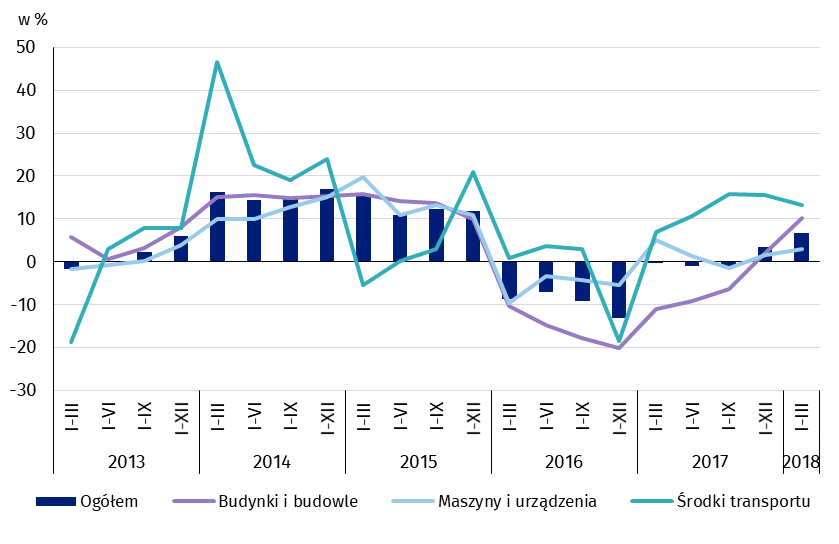 w %
50
40
30
20
10
0
-10
-20
-30
I-III I-VI I-IX I-XII I-III I-VI I-IX I-XII I-III I-VI I-IX I-XII I-III I-VI I-IX I-XII I-III I-VI I-IX I-XII I-III
2013 2014 2015 2016 2017 2018
Ogółem Budynki i budowle Maszyny i urządzenia Środki transportu